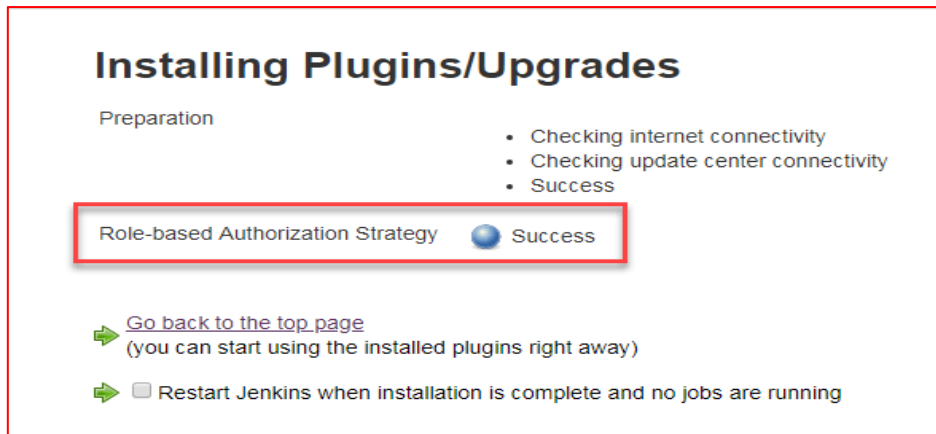 Installing Plugins/Upgrades
Preparation
• Checking internet connectivity
• Checking update center connectivity
• Success
Role-based Authorization Strategy Success
Go back to the top page
(you can start using the installed plugins right away)
Restart Jenkins when installation is complete and no jobs are running